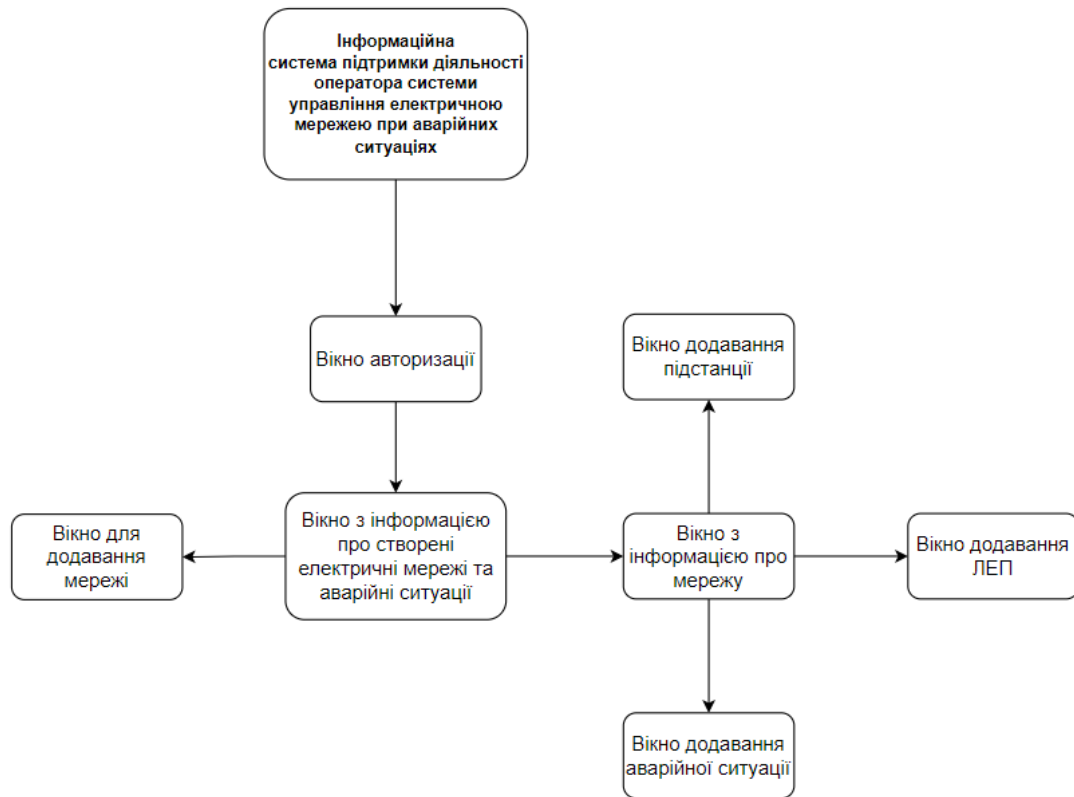 Інформаційна
система підтримки діяльності
оператора системи
управління електричною
мережею при аварійних
ситуаціях
Вікно авторизації
Вікно додавання
підстанції
Вікно для
додавання
мережі
Вікно з інформацією
про створені
електричні мережі та
аварійні ситуації
Вікно з
інформацією про
мережу
Вікно додавання
ЛЕП
Вікно додавання
аварійної ситуації